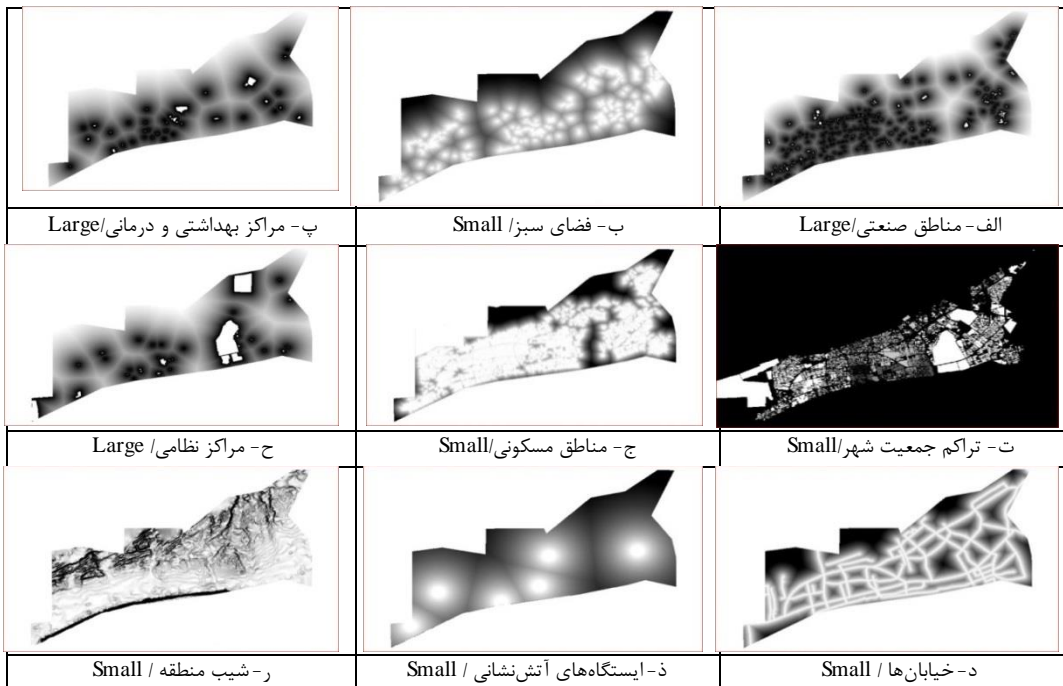 الف- مناطق صنعتی/Large
ب- فضای سبز/ Small
پ- مراکز بهداشتی و درمانی/Large
ت- تراکم جمعیت شهر/Small
ج- مناطق مسکونی/Small
ح- مراکز نظامی/ Large
د-خیابان‌ها / Small
ذ-ایستگاه‌های آتش‌نشانی / Small
ر-شیب منطقه / Small